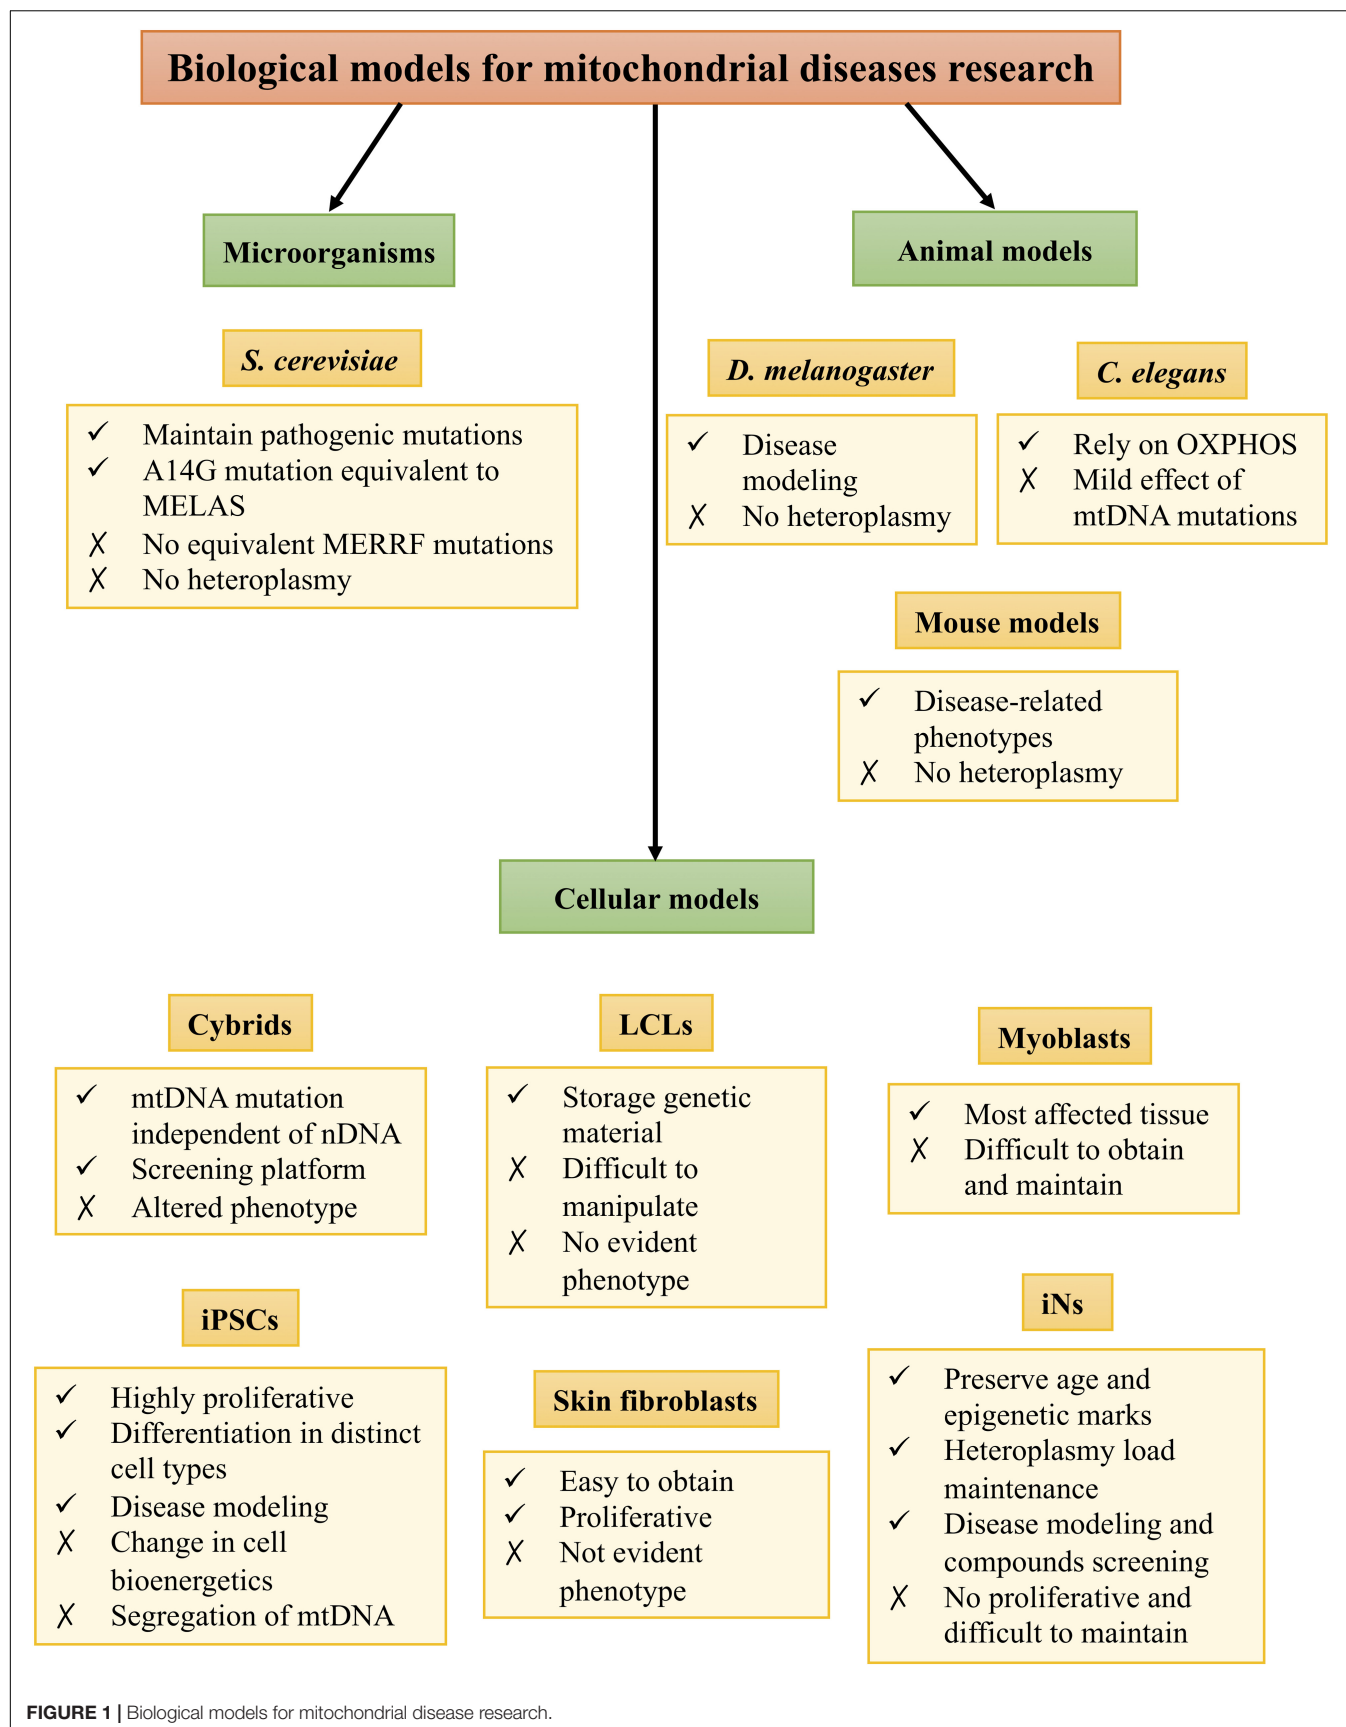 Biological models for mitochondrial diseases research
Microorganisms
Animal models
S. cerevisiae
✓ Maintain pathogenic mutations
✓ A14G mutation equivalent to
MELAS
✗ No equivalent MERRF mutations
✗ No heteroplasmy
D. melanogaster
✓ Disease
modeling
✗ No heteroplasmy
C. elegans
✓ Rely on OXPHOS
✗ Mild effect of
mtDNA mutations
Mouse models
✓ Disease-related
phenotypes
✗ No heteroplasmy
Cellular models
Cybrids
✓ mtDNA mutation
independent of nDNA
✓ Screening platform
✗ Altered phenotype
LCLs
✓ Storage genetic
material
✗ Difficult to
manipulate
✗ No evident
phenotype
Myoblasts
✓ Most affected tissue
✗ Difficult to obtain
and maintain
iPSCs
✓ Highly proliferative
✓ Differentiation in distinct
cell types
✓ Disease modeling
✗ Change in cell
bioenergetics
✗ Segregation of mtDNA
Skin fibroblasts
✓ Easy to obtain
✓ Proliferative
✗ Not evident
phenotype
iNs
✓ Preserve age and
epigenetic marks
✓ Heteroplasmy load
maintenance
✓ Disease modeling and
compounds screening
✗ No proliferative and
difficult to maintain
FIGURE 1 | Biological models for mitochondrial disease research.